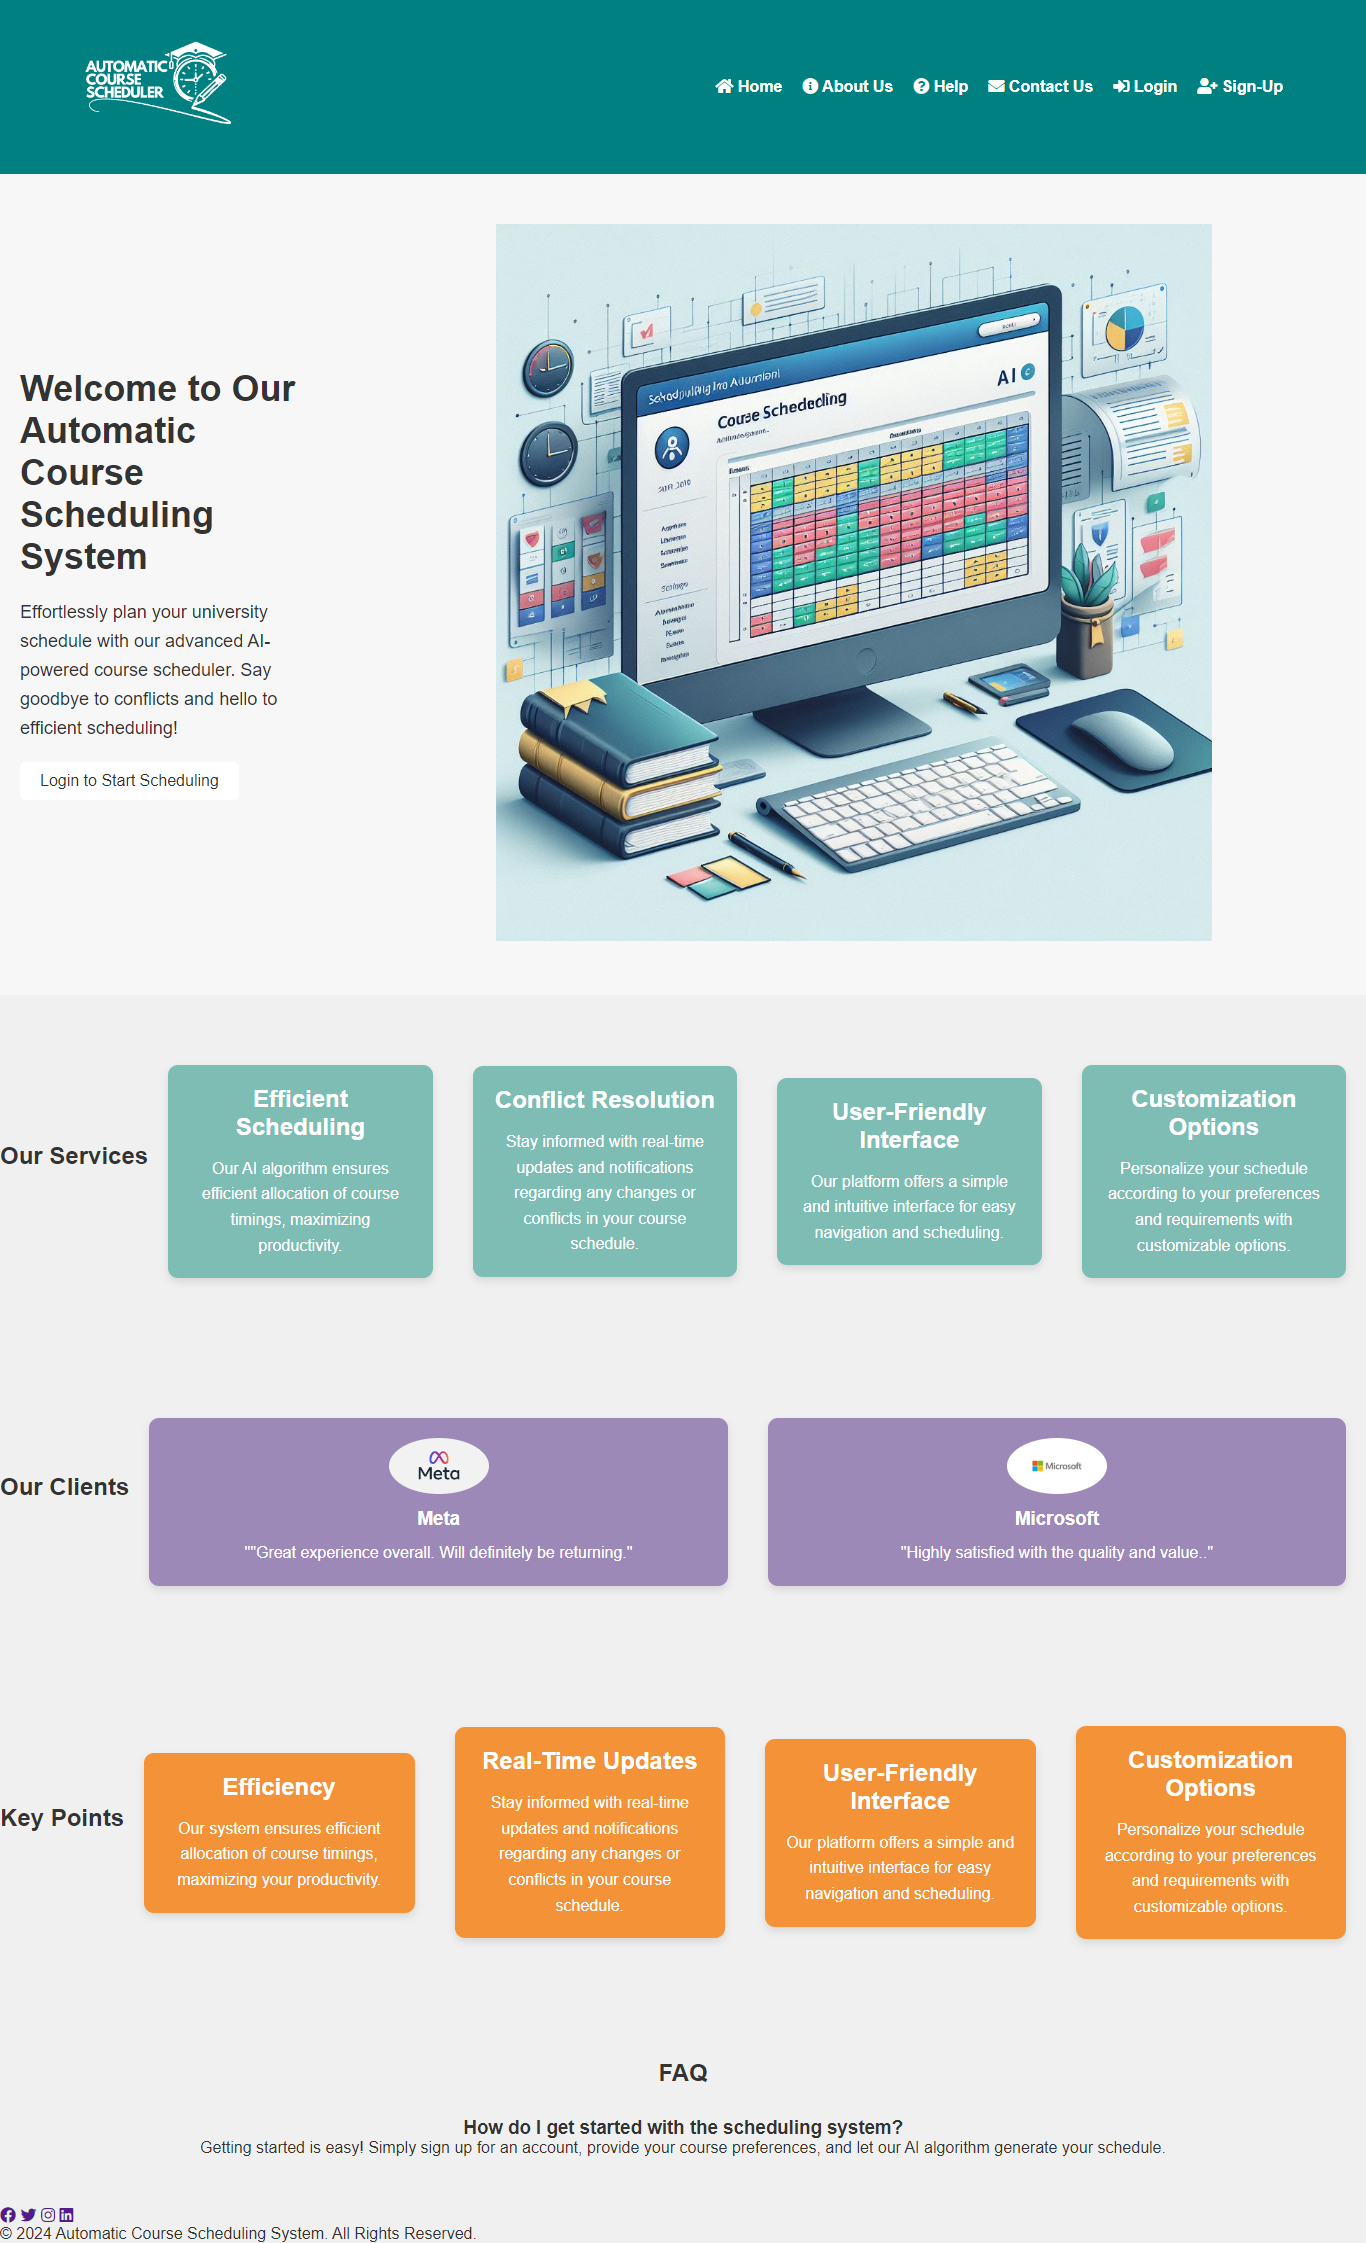 AUTOMATIC
COURSE
SCHEDULER
Home About Us Help Contact Us Login Sign-Up
Welcome to Our
Automatic
Course
Scheduling
System
Effortlessly plan your university
schedule with our advanced AI-
powered course scheduler. Say
goodbye to conflicts and hello to
efficient scheduling!
Login to Start Scheduling
AI
Our Services
Efficient
Scheduling
Our AI algorithm ensures
efficient allocation of course
timings, maximizing
productivity.
Conflict Resolution
Stay informed with real-time
updates and notifications
regarding any changes or
conflicts in your course
schedule.
User-Friendly
Interface
Our platform offers a simple
and intuitive interface for easy
navigation and scheduling.
Customization
Options
Personalize your schedule
according to your preferences
and requirements with
customizable options.
Our Clients
Meta
Meta
""Great experience overall. Will definitely be returning."
Microsoft
Microsoft
"Highly satisfied with the quality and value.."
Key Points
Efficiency
Our system ensures efficient
allocation of course timings,
maximizing your productivity.
Real-Time Updates
Stay informed with real-time
updates and notifications
regarding any changes or
conflicts in your course
schedule.
User-Friendly
Interface
Our platform offers a simple and
intuitive interface for easy
navigation and scheduling.
Customization
Options
Personalize your schedule
according to your preferences
and requirements with
customizable options.
FAQ
How do I get started with the scheduling system?
Getting started is easy! Simply sign up for an account, provide your course preferences, and let our AI algorithm generate your schedule.
© 2024 Automatic Course Scheduling System. All Rights Reserved.